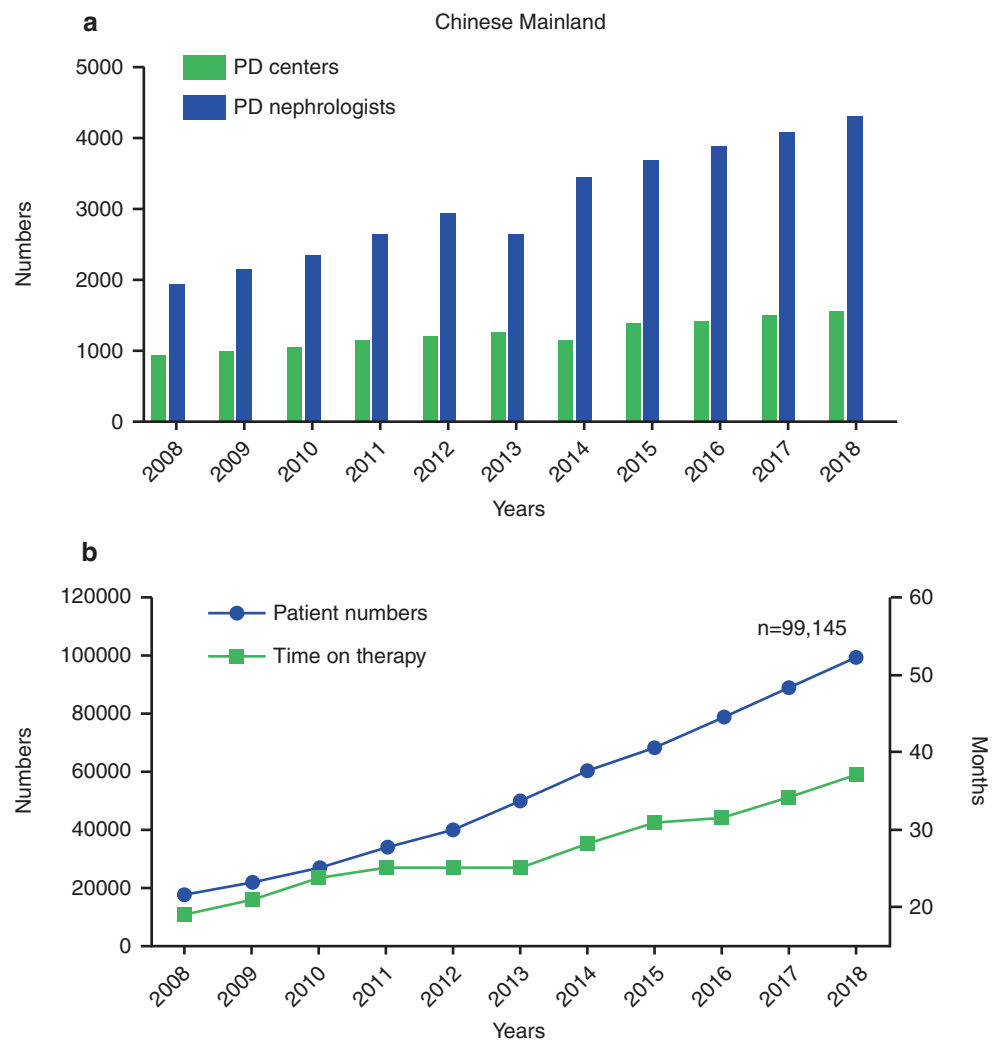 a
Chinese Mainland
PD centers
PD nephrologists
5000
4000
3000
2000
1000
0
Numbers
2008 2009 2010 2011 2012 2013 2014 2015 2016 2017 2018
Years
b
Patient numbers
Time on therapy
n=99,145
120000
100000
80000
60000
40000
20000
0
Numbers
60
50
40
30
20
Months
2008 2009 2010 2011 2012 2013 2014 2015 2016 2017 2018
Years